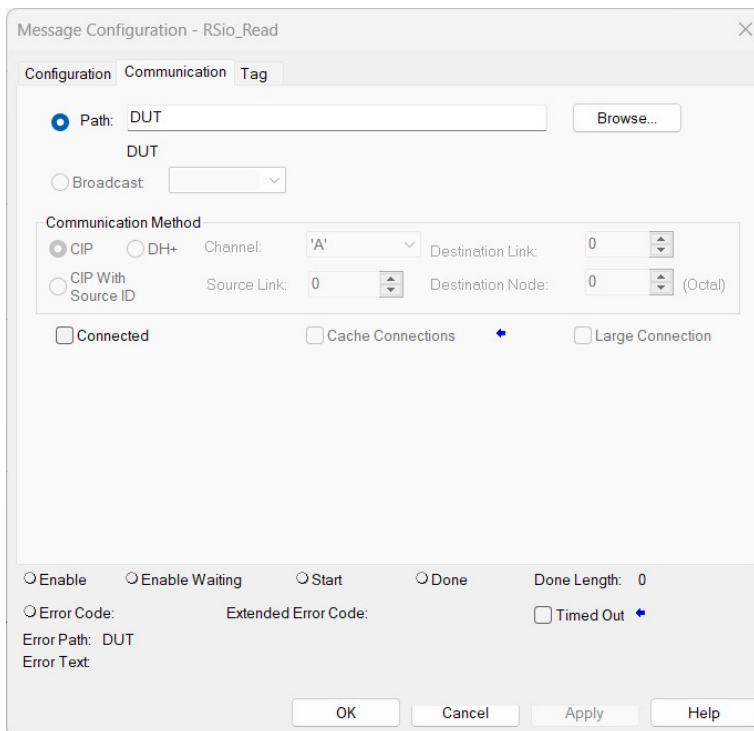 Message Configuration - RSio_Read
Configuration Communication Tag
Path: DUT Browse...
DUT
Broadcast:
Communication Method
CIP DH+ Channel: 'A' Destination Link: 0
CIP With Source ID Source Link: 0 Destination Node: 0 (Octal)
Connected Cache Connections Large Connection
Enable Enable Waiting Start Done Done Length: 0
Error Code: Extended Error Code: Timed Out
Error Path: DUT
Error Text:
OK Cancel Apply Help